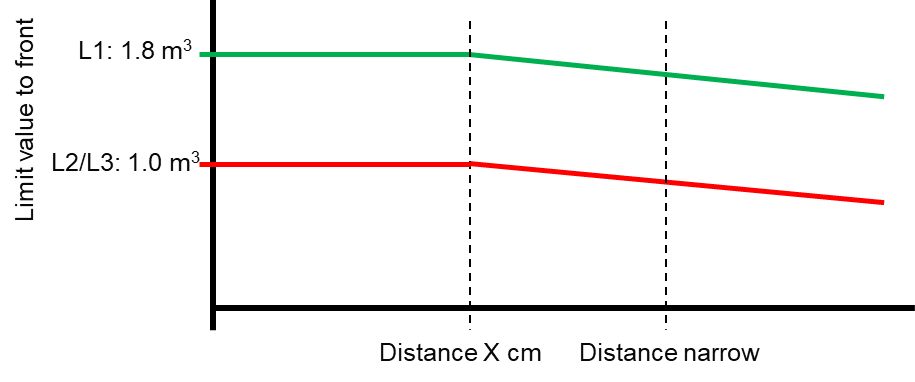 Limit value to front
L1: 1.8 m³
L2/L3: 1.0 m³
Distance X cm
Distance narrow